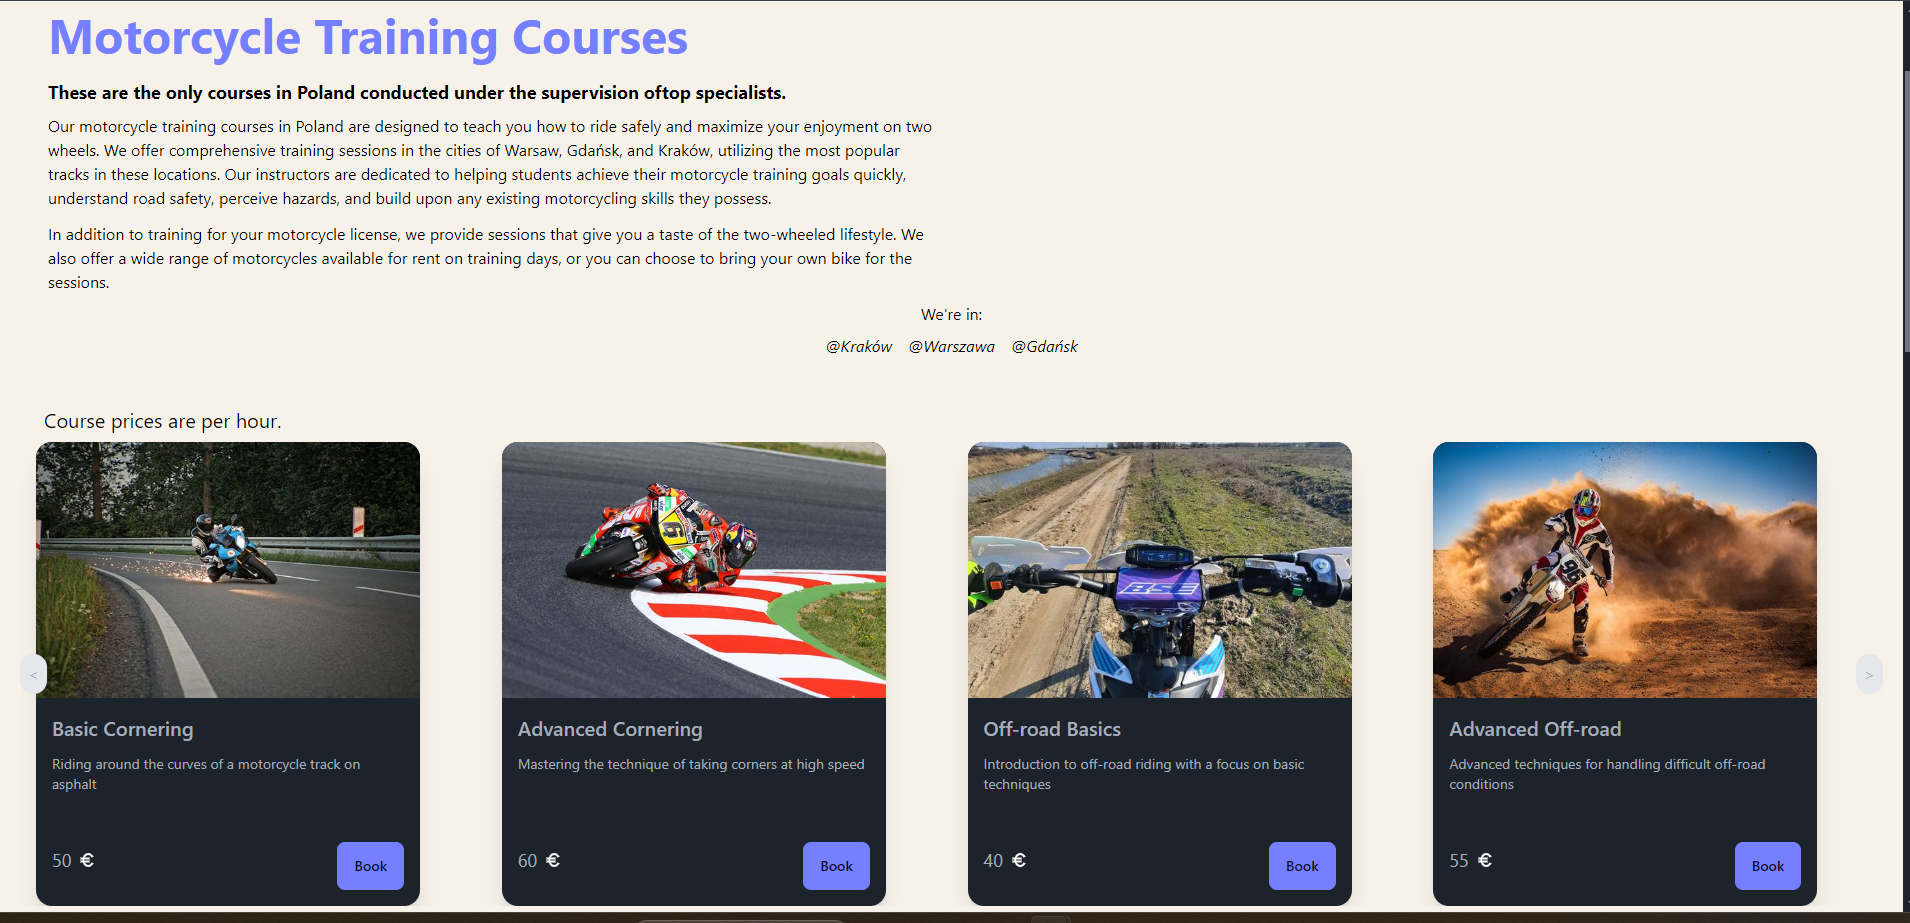 Motorcycle Training Courses
These are the only courses in Poland conducted under the supervision oftop specialists.
Our motorcycle training courses in Poland are designed to teach you how to ride safely and maximize your enjoyment on two
wheels. We offer comprehensive training sessions in the cities of Warsaw, Gdańsk, and Kraków, utilizing the most popular
tracks in these locations. Our instructors are dedicated to helping students achieve their motorcycle training goals quickly,
understand road safety, perceive hazards, and build upon any existing motorcycling skills they possess.
In addition to training for your motorcycle license, we provide sessions that give you a taste of the two-wheeled lifestyle. We
also offer a wide range of motorcycles available for rent on training days, or you can choose to bring your own bike for the
sessions.
We're in:
@Kraków @Warszawa @Gdańsk
Course prices are per hour.
<
Basic Cornering
Riding around the curves of a motorcycle track on
asphalt
50 €
Book
Advanced Cornering
Mastering the technique of taking corners at high speed
60 €
Book
BSE
Off-road Basics
Introduction to off-road riding with a focus on basic
techniques
40 €
Book
Advanced Off-road
Advanced techniques for handling difficult off-road
conditions
55 €
Book
>